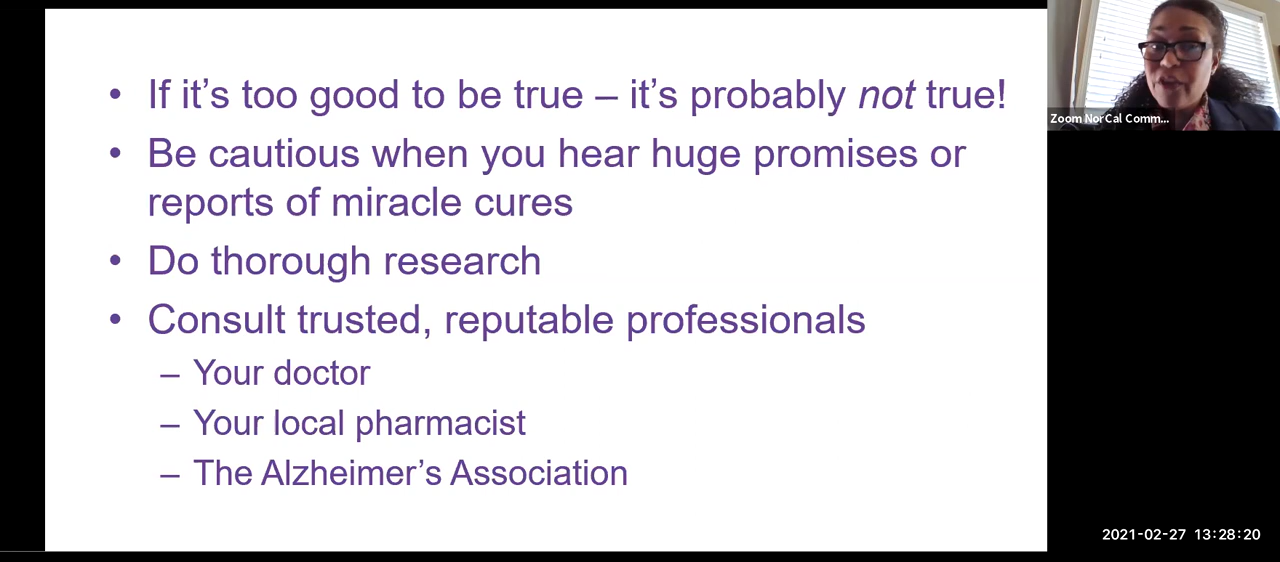 • If it’s too good to be true – it’s probably not true!
• Be cautious when you hear huge promises or
reports of miracle cures
• Do thorough research
• Consult trusted, reputable professionals
– Your doctor
– Your local pharmacist
– The Alzheimer’s Association
Zoom NorCal Comm...
2021-02-27 13:28:20